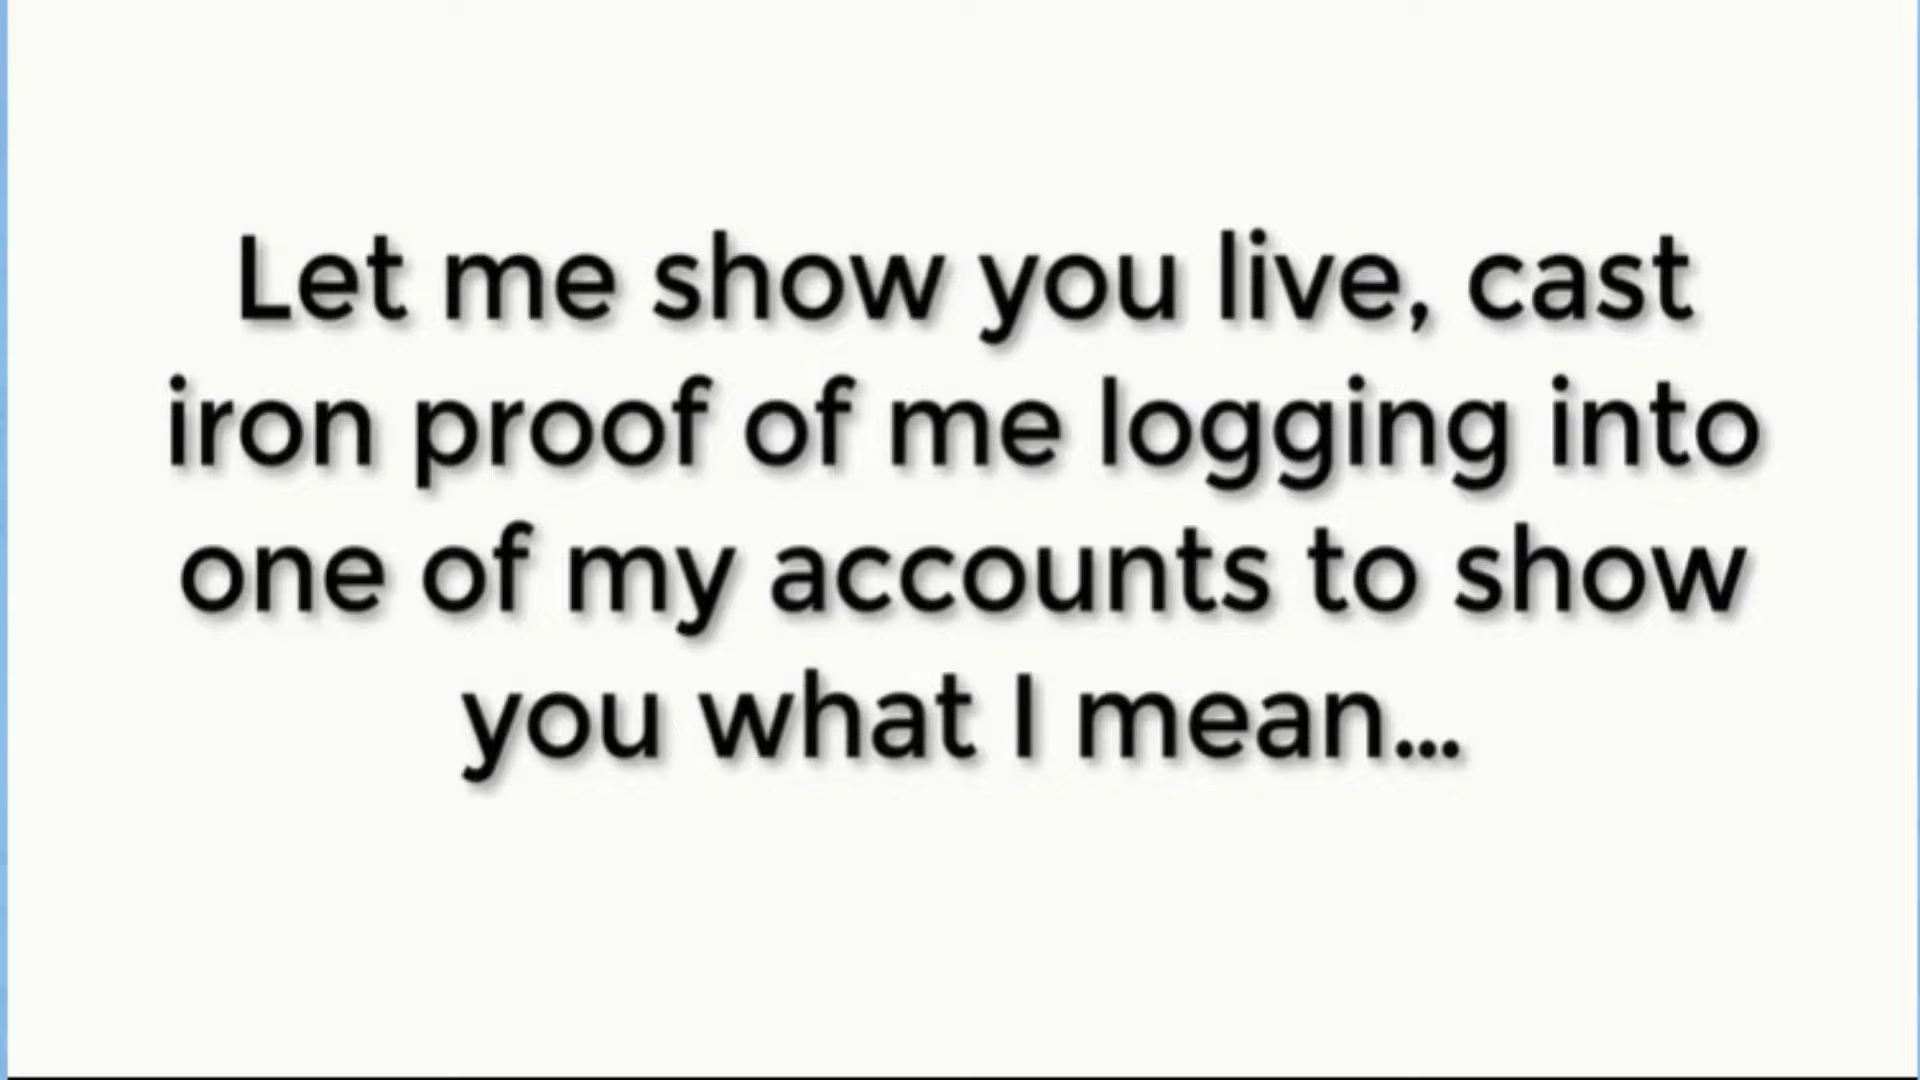 Let me show you live, cast
iron proof of me logging into
one of my accounts to show
you what I mean...